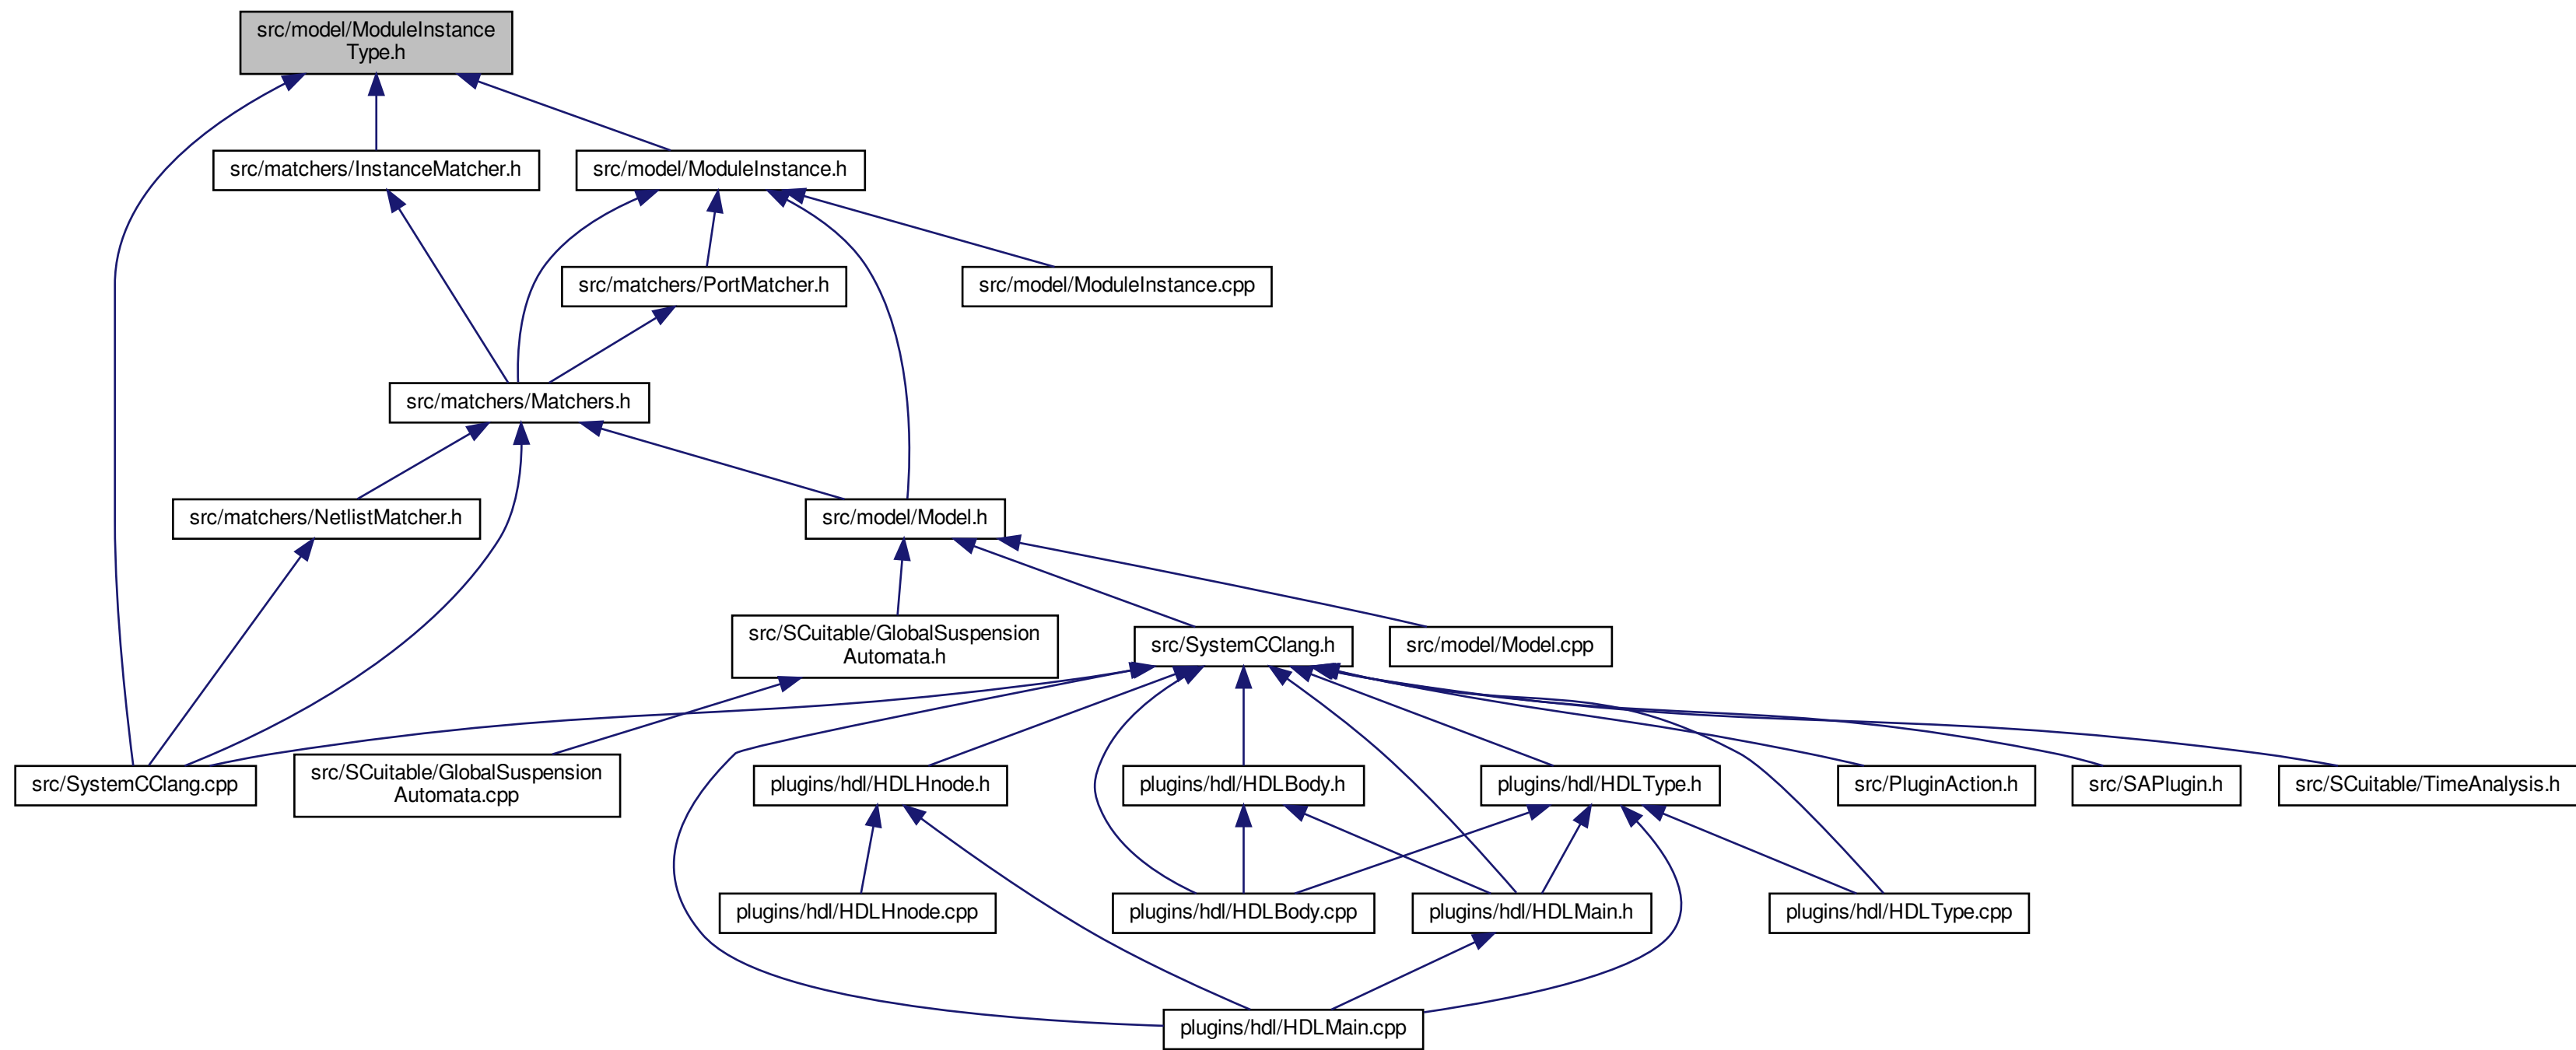 src/model/ModuleInstance
Type.h
src/matchers/InstanceMatcher.h
src/model/ModuleInstance.h
src/matchers/PortMatcher.h
src/model/ModuleInstance.cpp
src/matchers/Matchers.h
src/matchers/NetlistMatcher.h
src/model/Model.h
src/SCuitable/GlobalSuspension
Automata.h
src/SystemCClang.h
src/model/Model.cpp
src/SystemCClang.cpp
src/SCuitable/GlobalSuspension
Automata.cpp
plugins/hdl/HDLHnode.h
plugins/hdl/HDLBody.h
plugins/hdl/HDLType.h
src/PluginAction.h
src/SAPlugin.h
src/SCuitable/TimeAnalysis.h
plugins/hdl/HDLHnode.cpp
plugins/hdl/HDLBody.cpp
plugins/hdl/HDLMain.h
plugins/hdl/HDLType.cpp
plugins/hdl/HDLMain.cpp